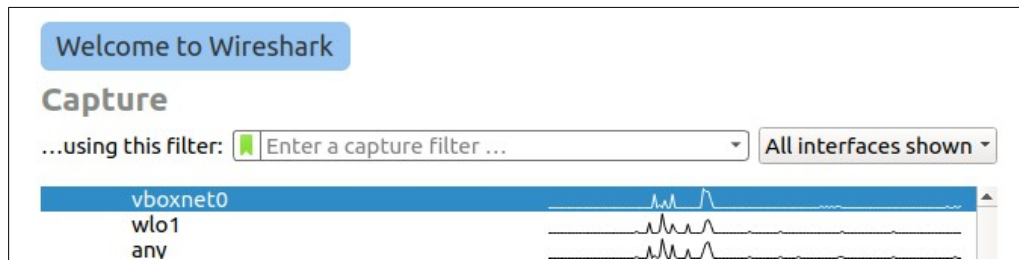 Welcome to Wireshark
Capture
...using this filter: Enter a capture filter ... All interfaces shown
vboxnet0
wlo1
any